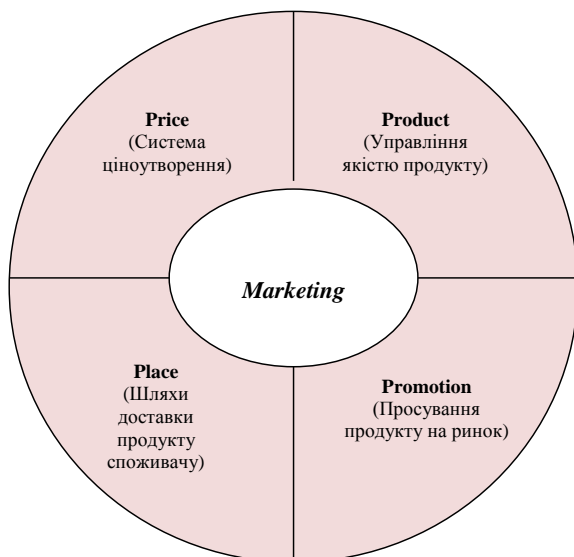 Price
(Система
ціноутворення)
Product
(Управління
якістю продукту)
Marketing
Place
(Шляхи
доставки
продукту
споживачу)
Promotion
(Просування
продукту на ринок)